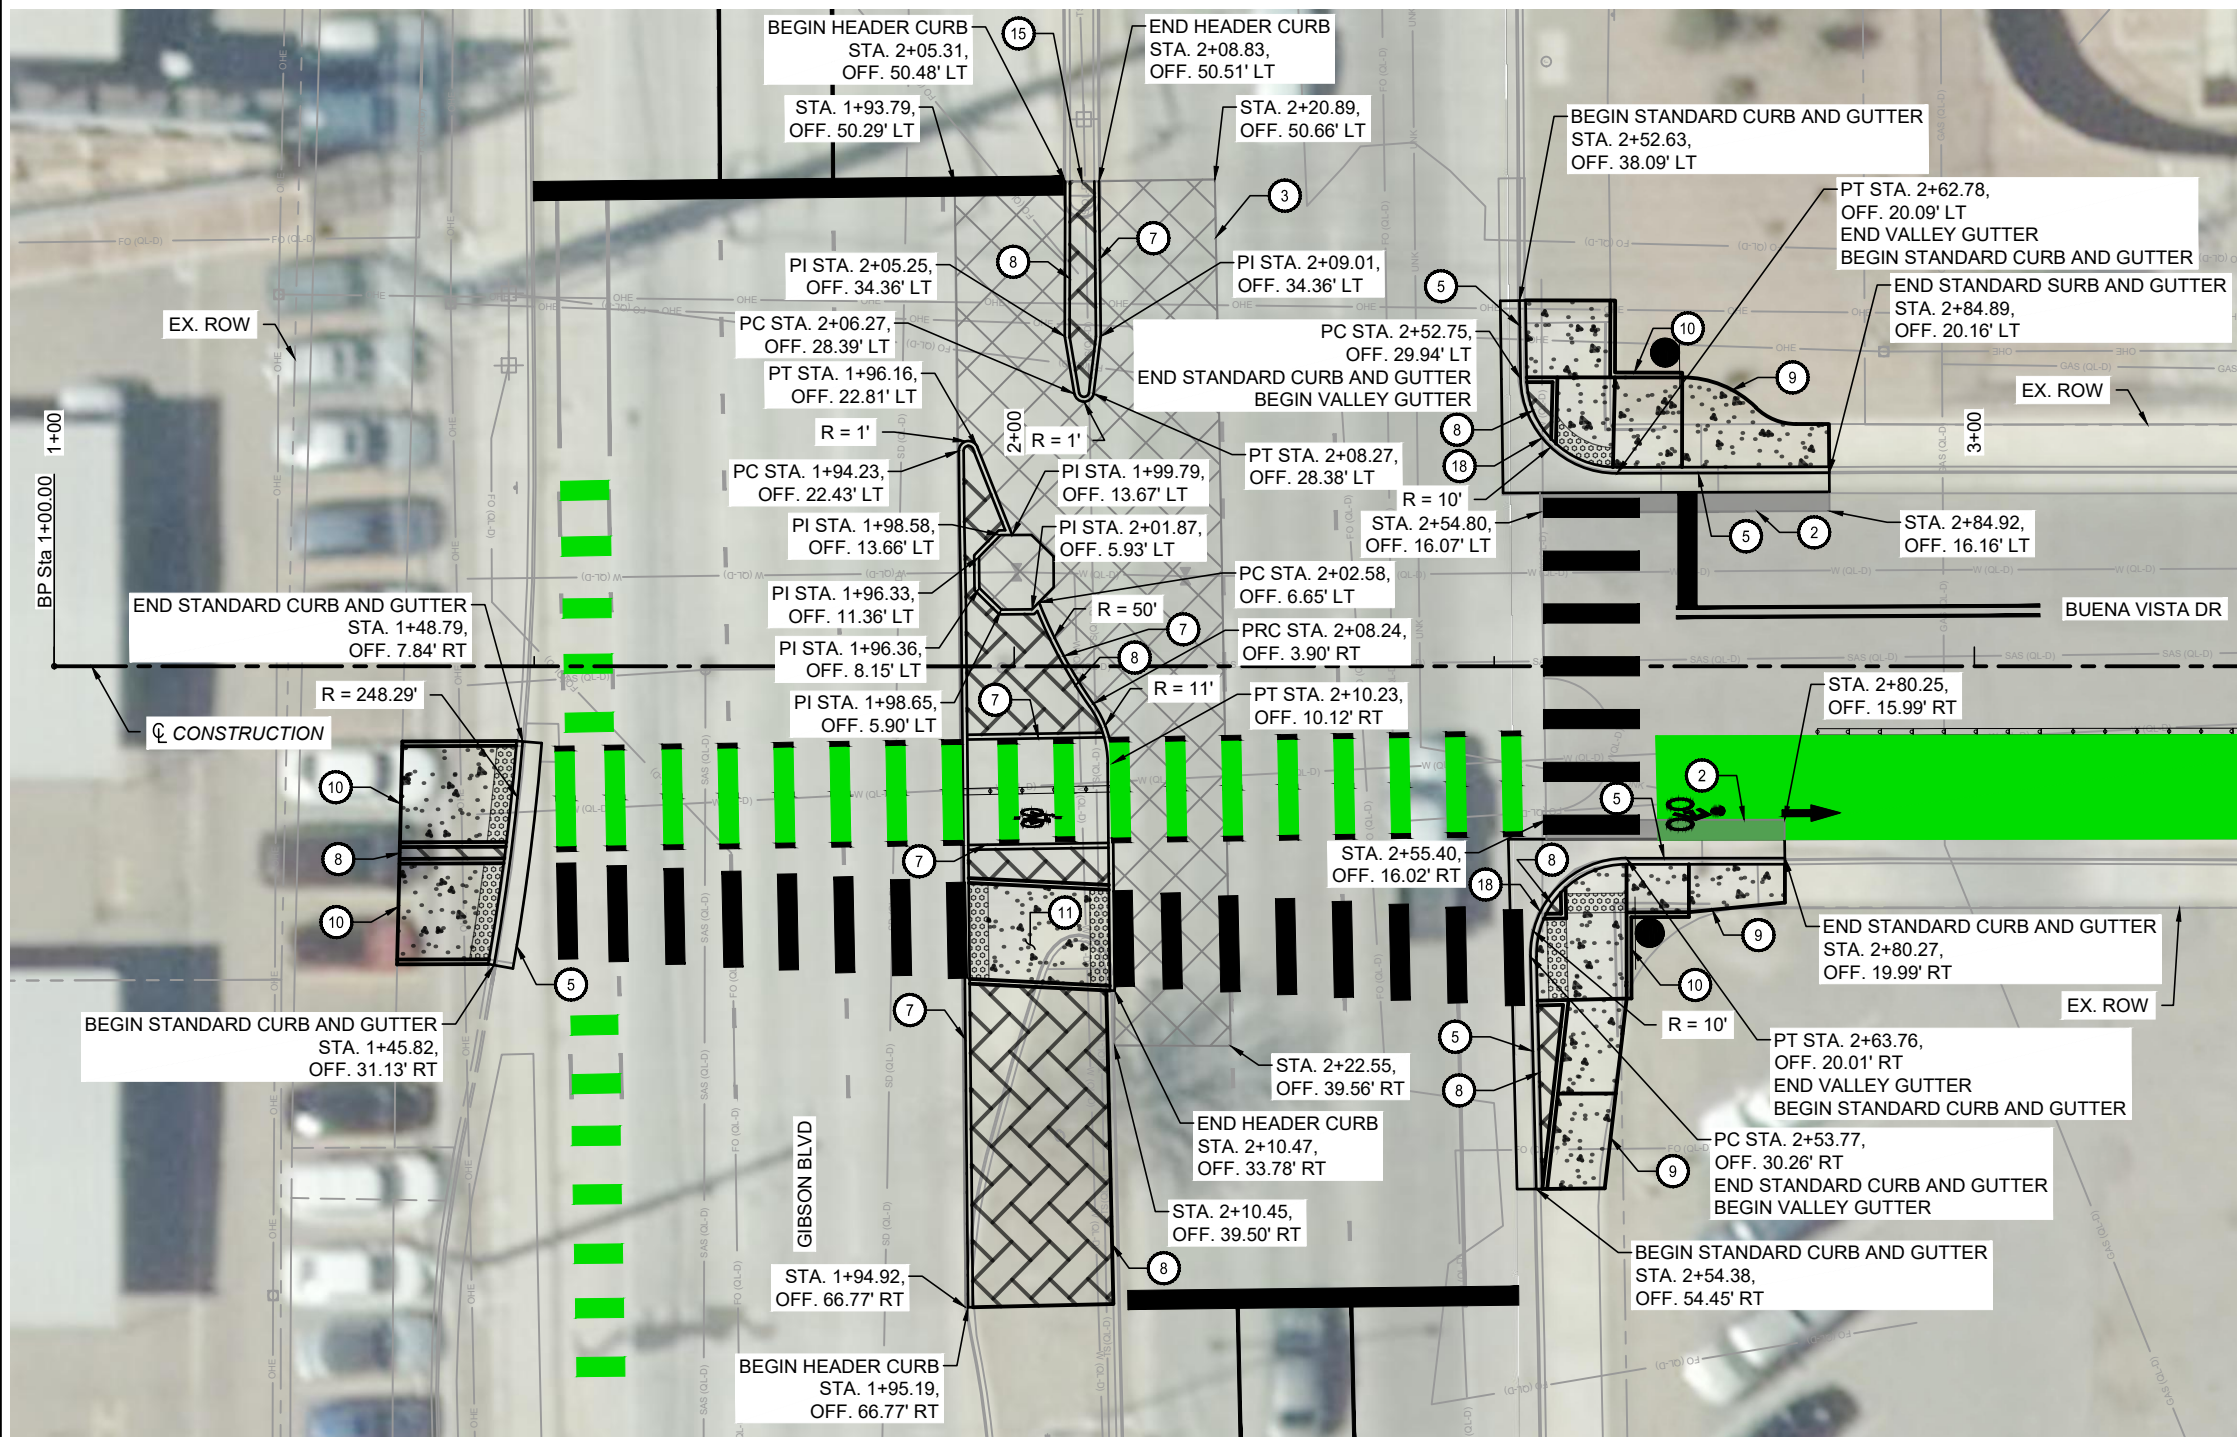 BEGIN HEADER CURB
STA. 2+05.31,
OFF. 50.48' LT
15
END HEADER CURB
STA. 2+08.83,
OFF. 50.51' LT
STA. 1+93.79,
OFF. 50.29' LT
STA. 2+20.89,
OFF. 50.66' LT
BEGIN STANDARD CURB AND GUTTER
STA. 2+52.63,
OFF. 38.09' LT
3
7
8
PT STA. 2+62.78,
OFF. 20.09' LT
END VALLEY GUTTER
BEGIN STANDARD CURB AND GUTTER
PI STA. 2+05.25,
OFF. 34.36' LT
PI STA. 2+09.01,
OFF. 34.36' LT
5
END STANDARD SURB AND GUTTER
STA. 2+84.89,
OFF. 20.16' LT
EX. ROW
PC STA. 2+06.27,
OFF. 28.39' LT
PC STA. 2+52.75,
OFF. 29.94' LT
END STANDARD CURB AND GUTTER
BEGIN VALLEY GUTTER
10
9
EX. ROW
PT STA. 1+96.16,
OFF. 22.81' LT
R = 1'
2+00
R = 1'
8
18
1+00
3+00
BP Sta 1+00.00
PC STA. 1+94.23,
OFF. 22.43' LT
PI STA. 1+99.79,
OFF. 13.67' LT
PT STA. 2+08.27,
OFF. 28.38' LT
R = 10'
STA. 2+54.80,
OFF. 16.07' LT
5
2
STA. 2+84.92,
OFF. 16.16' LT
PI STA. 1+98.58,
OFF. 13.66' LT
PI STA. 2+01.87,
OFF. 5.93' LT
PC STA. 2+02.58,
OFF. 6.65' LT
PI STA. 1+96.33,
OFF. 11.36' LT
R = 50'
7
BUENA VISTA DR
END STANDARD CURB AND GUTTER
STA. 1+48.79,
OFF. 7.84' RT
PI STA. 1+96.36,
OFF. 8.15' LT
8
PRC STA. 2+08.24,
OFF. 3.90' RT
R = 248.29'
PI STA. 1+98.65,
OFF. 5.90' LT
7
R = 11'
PT STA. 2+10.23,
OFF. 10.12' RT
STA. 2+80.25,
OFF. 15.99' RT
CL CONSTRUCTION
10
2
5
8
7
STA. 2+55.40,
OFF. 16.02' RT
8
18
10
11
9
END STANDARD CURB AND GUTTER
STA. 2+80.27,
OFF. 19.99' RT
5
10
EX. ROW
7
R = 10'
BEGIN STANDARD CURB AND GUTTER
STA. 1+45.82,
OFF. 31.13' RT
5
PT STA. 2+63.76,
OFF. 20.01' RT
END VALLEY GUTTER
BEGIN STANDARD CURB AND GUTTER
STA. 2+22.55,
OFF. 39.56' RT
8
END HEADER CURB
STA. 2+10.47,
OFF. 33.78' RT
PC STA. 2+53.77,
OFF. 30.26' RT
END STANDARD CURB AND GUTTER
BEGIN VALLEY GUTTER
9
GIBSON BLVD
STA. 2+10.45,
OFF. 39.50' RT
8
BEGIN STANDARD CURB AND GUTTER
STA. 2+54.38,
OFF. 54.45' RT
STA. 1+94.92,
OFF. 66.77' RT
BEGIN HEADER CURB
STA. 1+95.19,
OFF. 66.77' RT